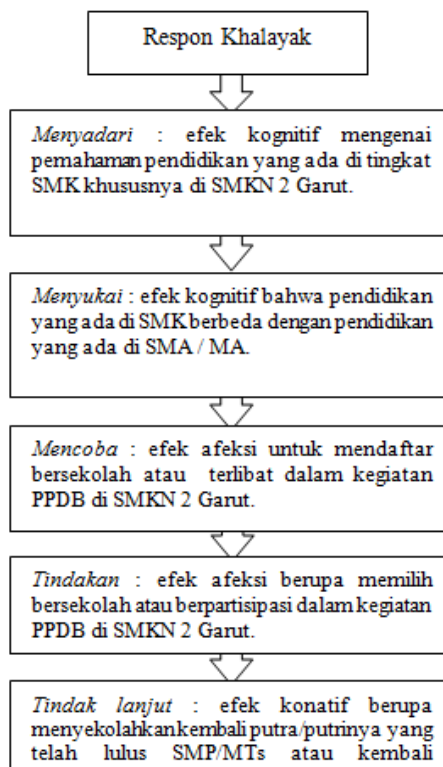 Respon Khalayak
Menyadari : efek kognitif mengenai
pemahaman pendidikan yang ada di tingkat
SMK khususnya di SMKN 2 Garut.
Menyukai : efek kognitif bahwa pendidikan
yang ada di SMK berbeda dengan pendidikan
yang ada di SMA / MA.
Mencoba : efek afeksi untuk mendaftar
bersekolah atau terlibat dalam kegiatan
PPDB di SMKN 2 Garut.
Tindakan : efek afeksi berupa memilih
bersekolah atau berpartisipasi dalam kegiatan
PPDB di SMKN 2 Garut.
Tindak lanjut : efek konatif berupa
menyekolahkan kembali putra/putrinya yang
telah lulus SMP/MTs atau kembali